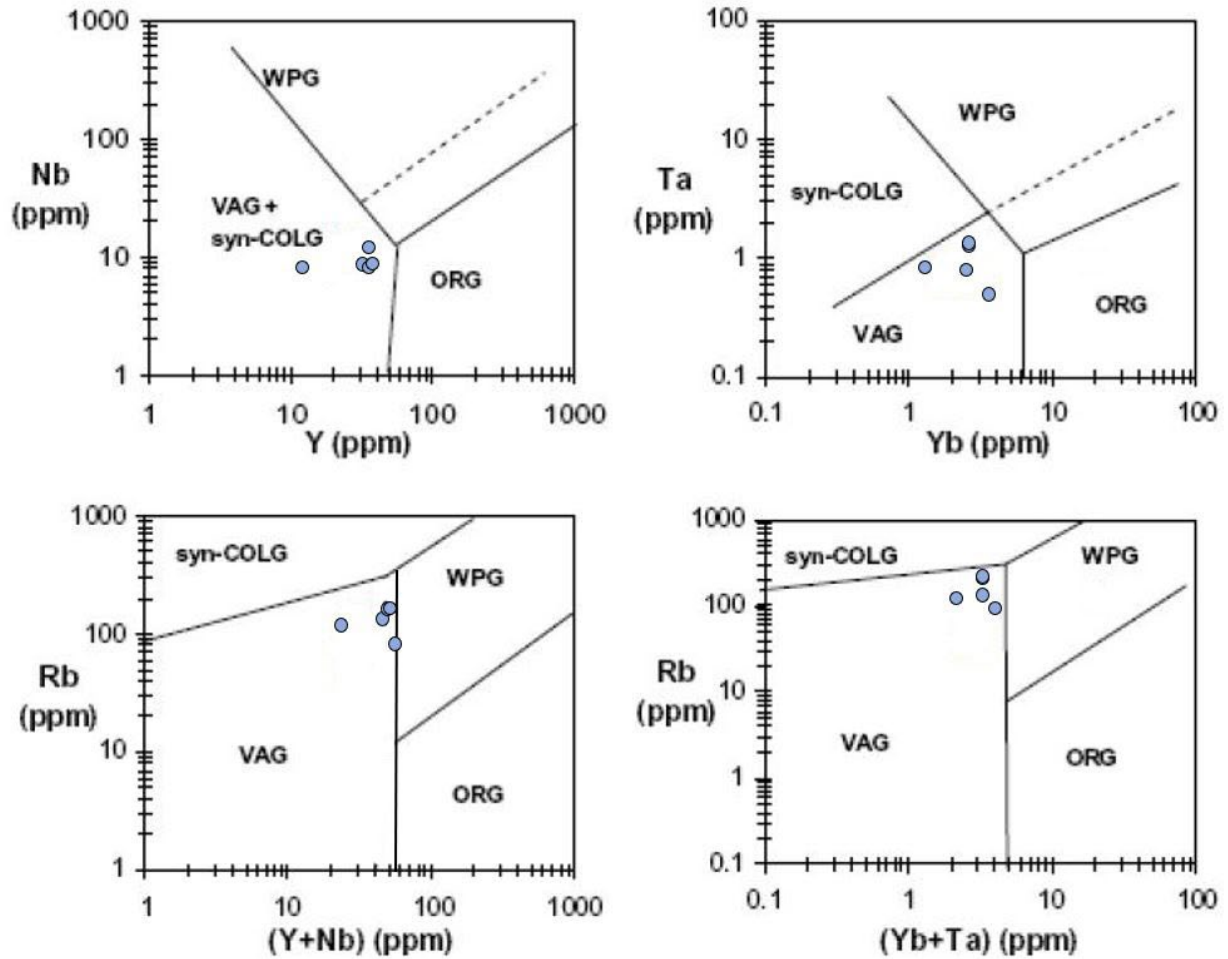 1000
100
10
1
Nb
(ppm)
WPG
VAG +
syn-COLG
ORG
1
10
100
1000
Y (ppm)
100
10
1
0.1
Ta
(ppm)
WPG
syn-COLG
VAG
ORG
0.1
1
10
100
Yb (ppm)
1000
100
10
1
Rb
(ppm)
syn-COLG
WPG
VAG
ORG
1
10
100
1000
(Y+Nb) (ppm)
1000
100
10
1
0.1
Rb
(ppm)
syn-COLG
WPG
VAG
ORG
0.1
1
10
100
(Yb+Ta) (ppm)